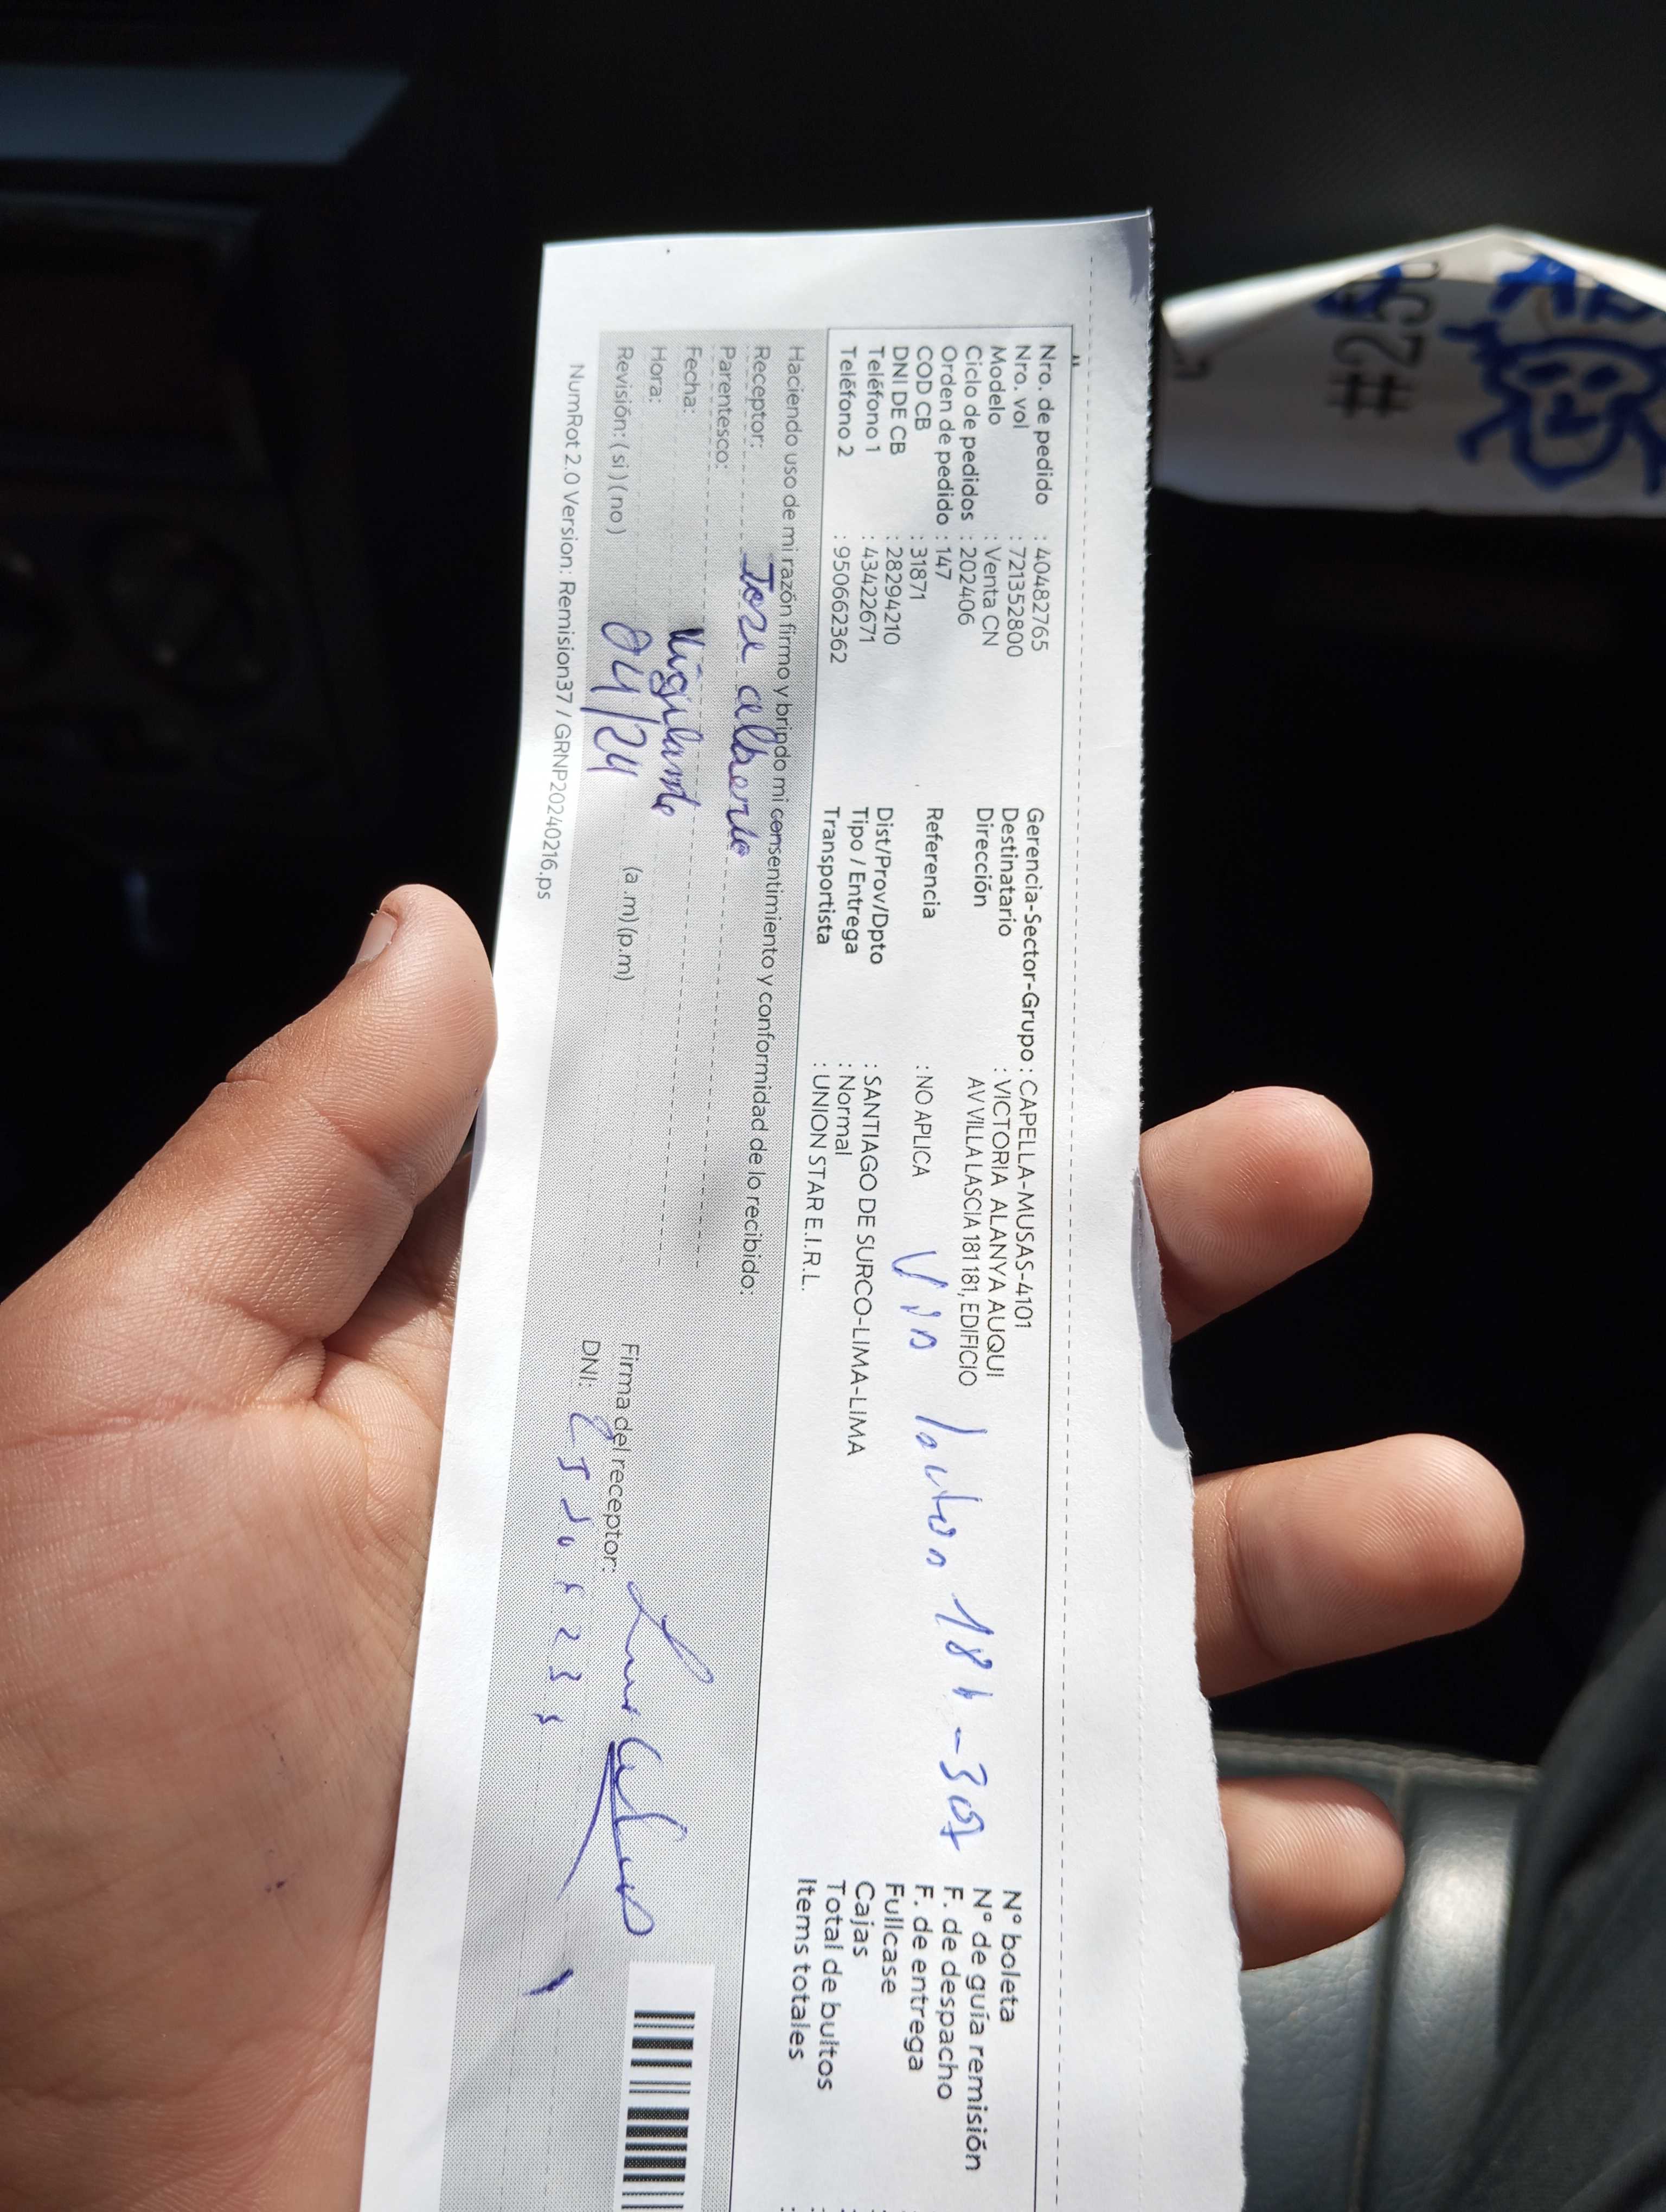 Nro. de pedido : 40482765
Nro. vol : 721352800
Modelo : Venta CN
Ciclo de pedidos : 202406
Orden de pedido : 147
COD CB : 31871
DNI DE CB : 28294210
Teléfono 1 : 43422671
Teléfono 2 : 950662362
Gerencia-Sector-Grupo : CAPELLA-MUSAS-4101
Destinatario : VICTORIA ALANYA AUQUI
Dirección AV VILLA LASCIA 181 181, EDIFICIO
Referencia : NO APLICA
181-307
Dist/Prov/Dpto : SANTIAGO DE SURCO-LIMA-LIMA
Tipo / Entrega : Normal
Transportista : UNION STAR E.I.R.L.
N° boleta
N° de guía remisión
F. de despacho
F. de entrega
Fullcase
Cajas
Total de bultos
Items totales
Haciendo uso de mi razón firmo y brindo mi consentimiento y conformidad de lo recibido:
Receptor: Jose alberto
Parentesco: Vigilante
Fecha: 04/24
Hora: (a .m)(p.m)
Revisión: ( si ) ( no )
Firma del receptor:
DNI:
NumRot 2.0 Version: Remision37 / GRNP20240216.ps
#250